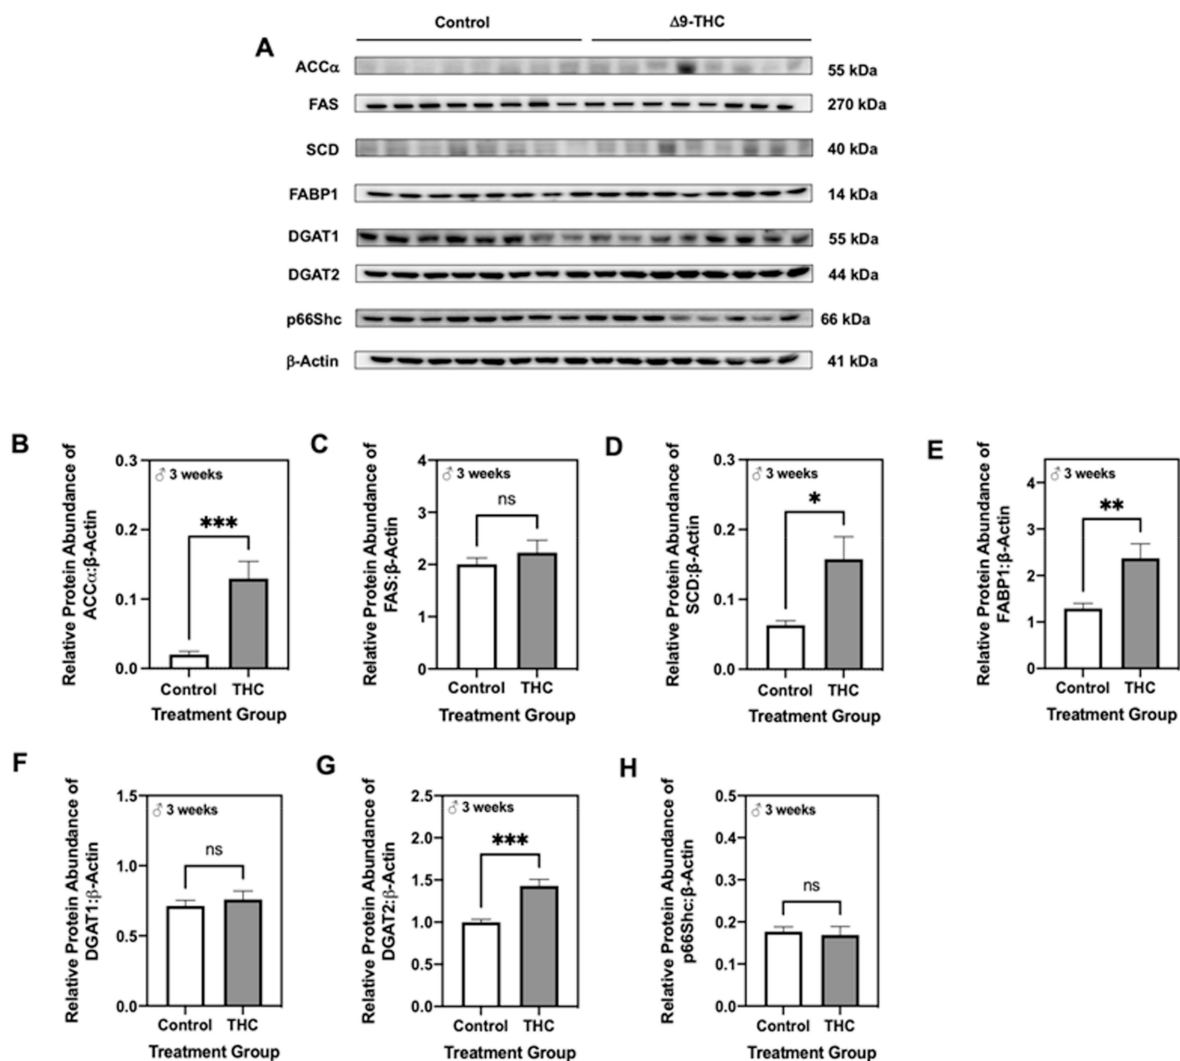 Control Δ9-THC
A
ACCα 55 kDa
FAS 270 kDa
SCD 40 kDa
FABP1 14 kDa
DGAT1 55 kDa
DGAT2 44 kDa
p66Shc 66 kDa
β-Actin 41 kDa
B
Relative Protein Abundance of
ACCα:β-Actin
0.3
0.2
0.1
0.0
♂ 3 weeks
***
Control THC
Treatment Group
C
Relative Protein Abundance of
FAS:β-Actin
4
3
2
1
0
♂ 3 weeks
ns
Control THC
Treatment Group
D
Relative Protein Abundance of
SCD:β-Actin
0.3
0.2
0.1
0.0
♂ 3 weeks
*
Control THC
Treatment Group
E
Relative Protein Abundance of
FABP1:β-Actin
4
3
2
1
0
♂ 3 weeks
**
Control THC
Treatment Group
F
Relative Protein Abundance of
DGAT1:β-Actin
1.5
1.0
0.5
0.0
♂ 3 weeks
ns
Control THC
Treatment Group
G
Relative Protein Abundance of
DGAT2:β-Actin
2.5
2.0
1.5
1.0
0.5
0.0
♂ 3 weeks
***
Control THC
Treatment Group
H
Relative Protein Abundance of
p66Shc:β-Actin
0.5
0.4
0.3
0.2
0.1
0.0
♂ 3 weeks
ns
Control THC
Treatment Group